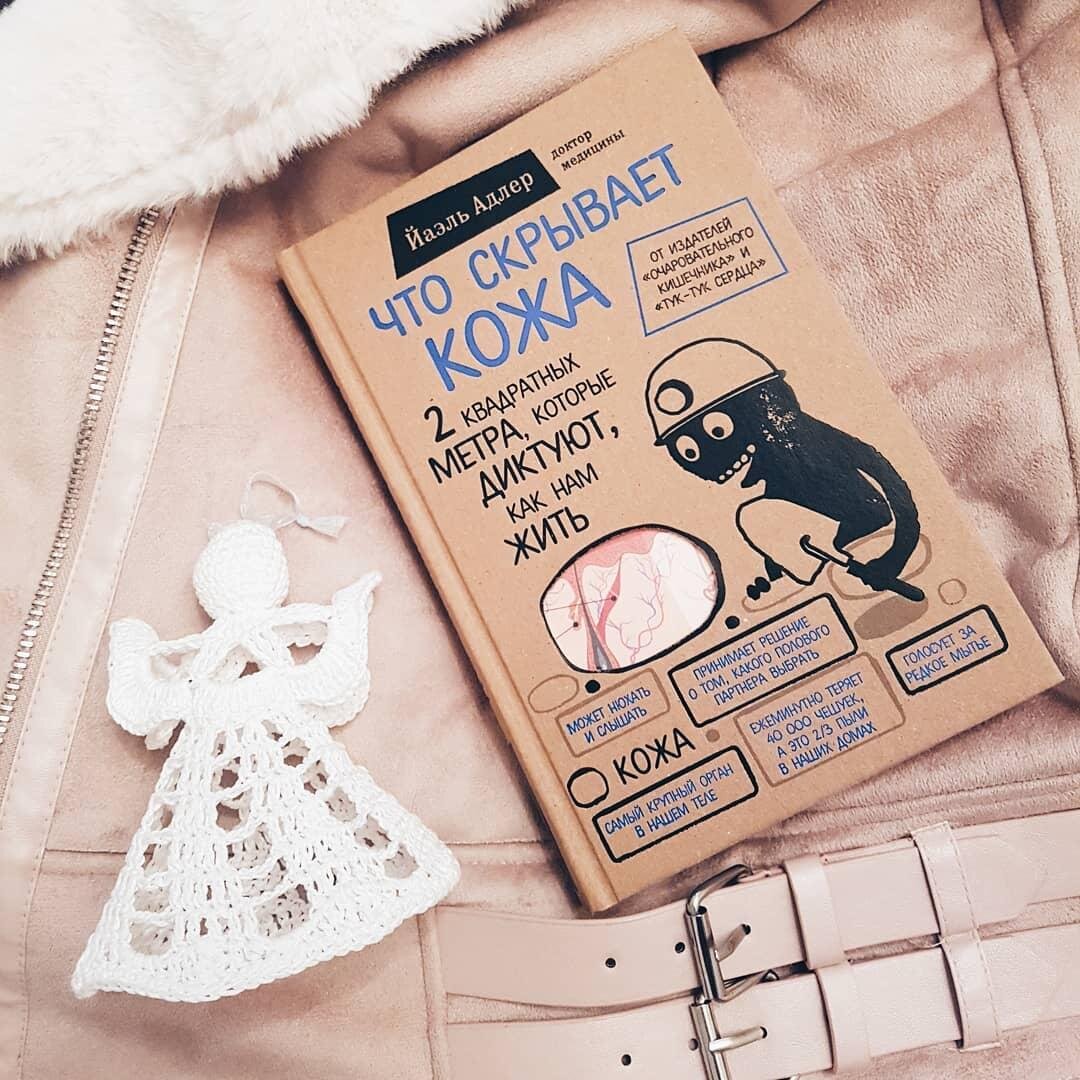 Йаэль Адлер
доктор
медицины
ЧТО СКРЫВАЕТ
КОЖА
ОТ ИЗДАТЕЛЕЙ
«ОЧАРОВАТЕЛЬНОГО
КИШЕЧНИКА» И
«ТУК-ТУК СЕРДЦА»
2 КВАДРАТНЫХ
МЕТРА, КОТОРЫЕ
ДИКТУЮТ,
КАК НАМ
ЖИТЬ
ПРИНИМАЕТ РЕШЕНИЕ
О ТОМ, КАКОГО ПОЛОВОГО
ПАРТНЕРА ВЫБРАТЬ
ГОЛОСУЕТ ЗА
РЕДКОЕ МЫТЬЕ
МОЖЕТ НЮХАТЬ
И СЛЫШАТЬ
ЕЖЕМИНУТНО ТЕРЯЕТ
40 000 ЧЕШУЕК,
А ЭТО 2/3 ПЫЛИ
В НАШИХ ДОМАХ
КОЖА
САМЫЙ КРУПНЫЙ ОРГАН
В НАШЕМ ТЕЛЕ